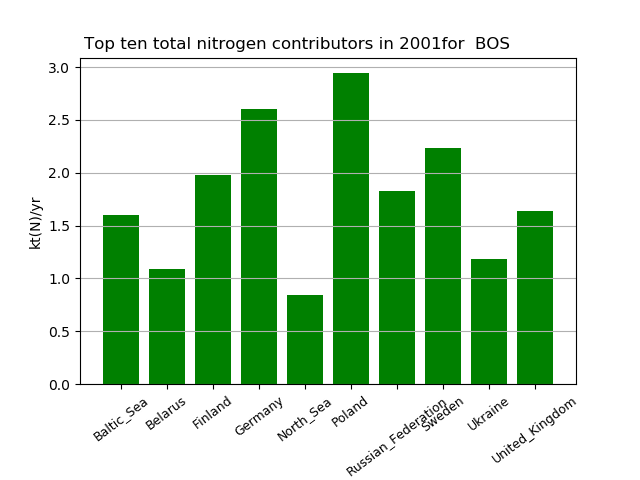 Top ten total nitrogen contributors in 2001for  BOS
3.0
2.5
2.0
1.5
1.0
0.5
0.0
kt(N)/yr
Baltic_Sea
Belarus
Finland
Germany
North_Sea
Poland
Russian_Federation
Sweden
Ukraine
United_Kingdom